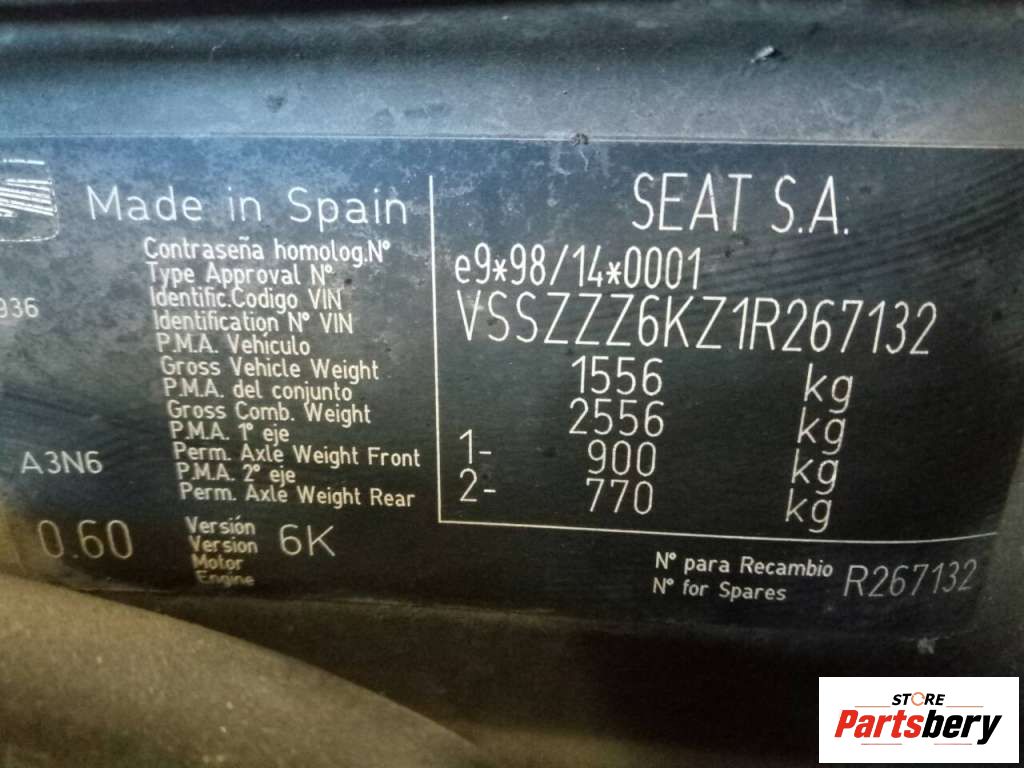 Made in Spain
SEAT S.A.
Contraseña homolog.N°
Type Approval N°
e9*98/14*0001
936
Identific.Codigo VIN
Identification N° VIN
VSSZZZ6KZ1R267132
P.M.A. Vehículo
Gross Vehicle Weight
1556 kg
P.M.A. del conjunto
Gross Comb. Weight
2556 kg
P.M.A. 1° eje
Perm. Axle Weight Front
1- 900 kg
A3N6
P.M.A. 2° eje
Perm. Axle Weight Rear
2- 770 kg
0.60
Versión
Version
6K
Motor
Engine
N° para Recambio
N° for Spares
R267132
STORE
Partsbery